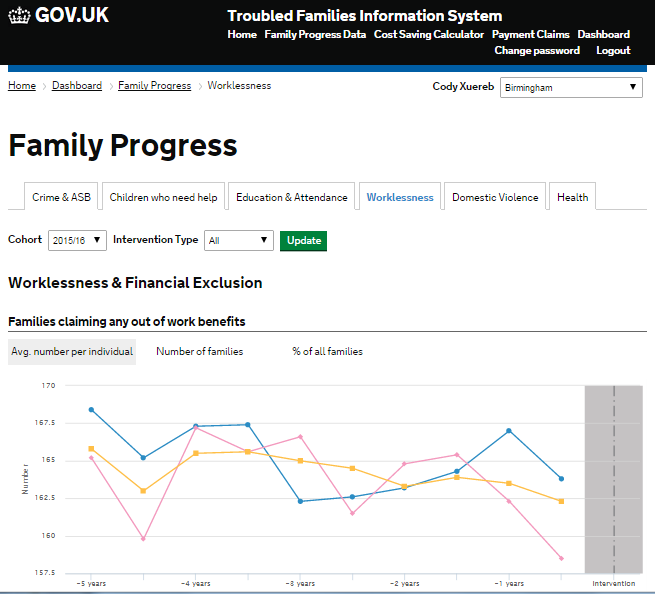 GOV.UK
Troubled Families Information System
Home Family Progress Data Cost Saving Calculator Payment Claims Dashboard
Change password Logout
Home > Dashboard > Family Progress > Worklessness
Cody Xuereb Birmingham
Family Progress
Crime & ASB Children who need help Education & Attendance Worklessness Domestic Violence Health
Cohort 2015/16 Intervention Type All Update
Worklessness & Financial Exclusion
Families claiming any out of work benefits
Avg. number per individual Number of families % of all families
170
167.5
165
162.5
160
157.5
Number
-5 years -4 years -3 years -2 years -1 years Intervention